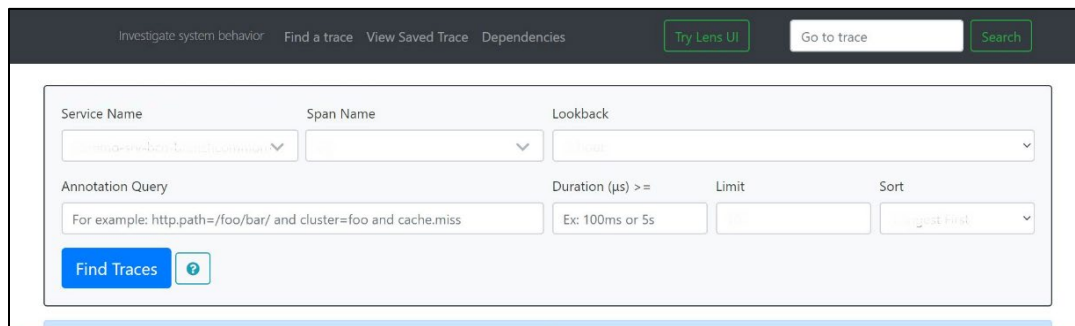 Investigate system behavior Find a trace View Saved Trace Dependencies Try Lens UI Go to trace Search
Service Name Span Name Lookback
Annotation Query Duration (μs) >= Limit Sort
For example: http.path=/foo/bar/ and cluster=foo and cache.miss Ex: 100ms or 5s
Find Traces ?